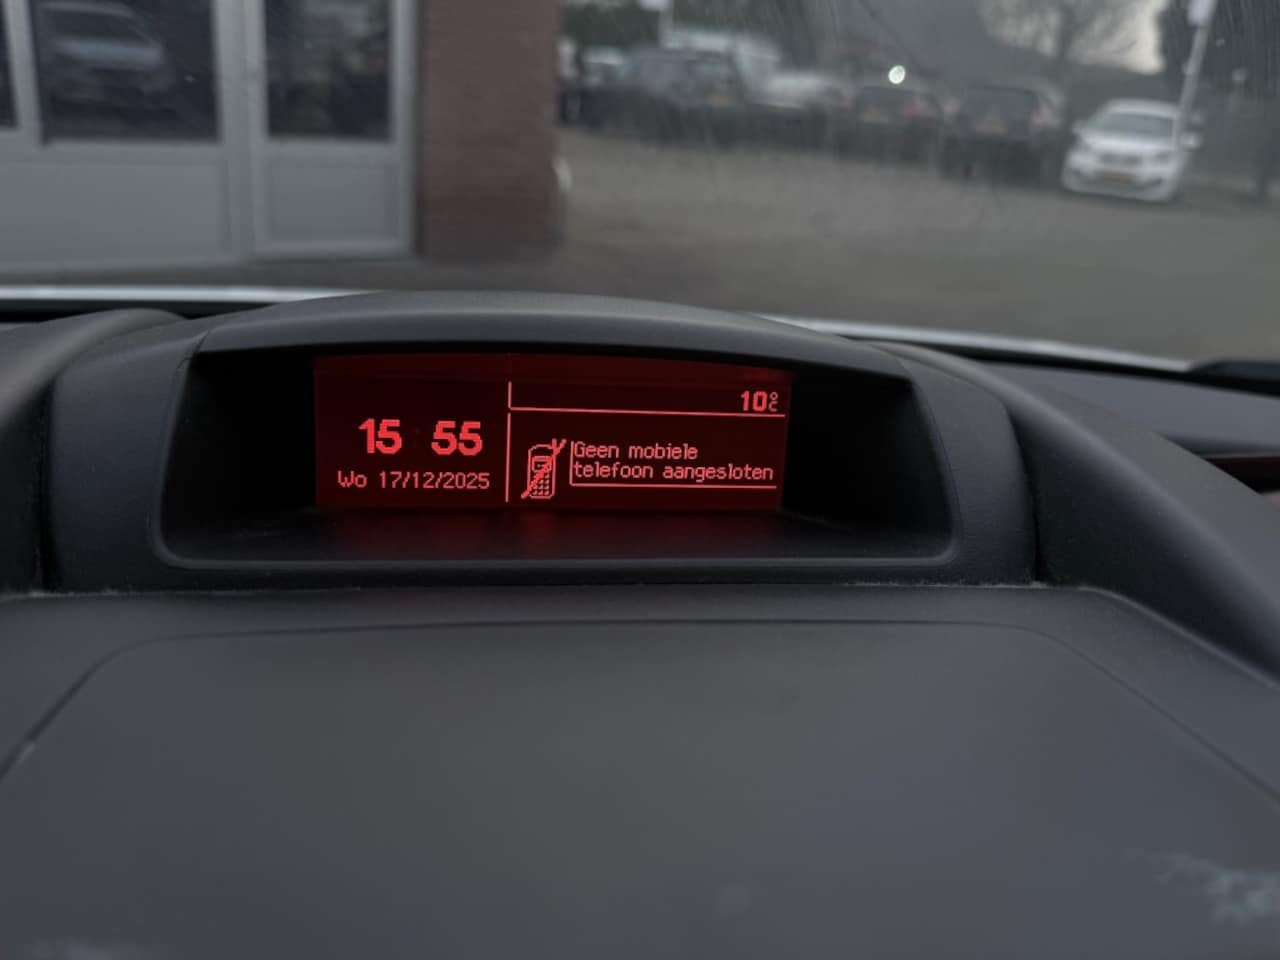 15 55
Wo 17/12/2025
10°C
Geen mobiele
telefoon aangesloten